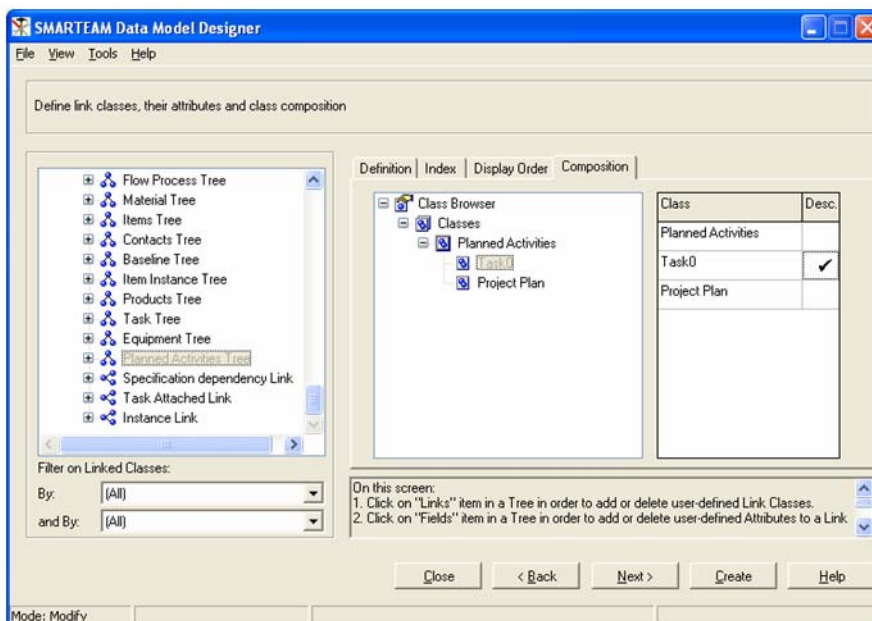 SMARTEAM Data Model Designer
File View Tools Help
Define link classes, their attributes and class composition
Flow Process Tree
Material Tree
Items Tree
Contacts Tree
Baseline Tree
Item Instance Tree
Products Tree
Task Tree
Equipment Tree
Planned Activities Tree
Specification dependency Link
Task Attached Link
Instance Link
Filter on Linked Classes:
By: (All)
and By: (All)
Definition Index Display Order Composition
Class Browser
Classes
Planned Activities
Task0
Project Plan
Class Desc.
Planned Activities
Task0
Project Plan
On this screen:
1. Click on "Links" item in a Tree in order to add or delete user-defined Link Classes.
2. Click on "Fields" item in a Tree in order to add or delete user-defined Attributes to a Link
Close < Back Next > Create Help
Mode: Modify